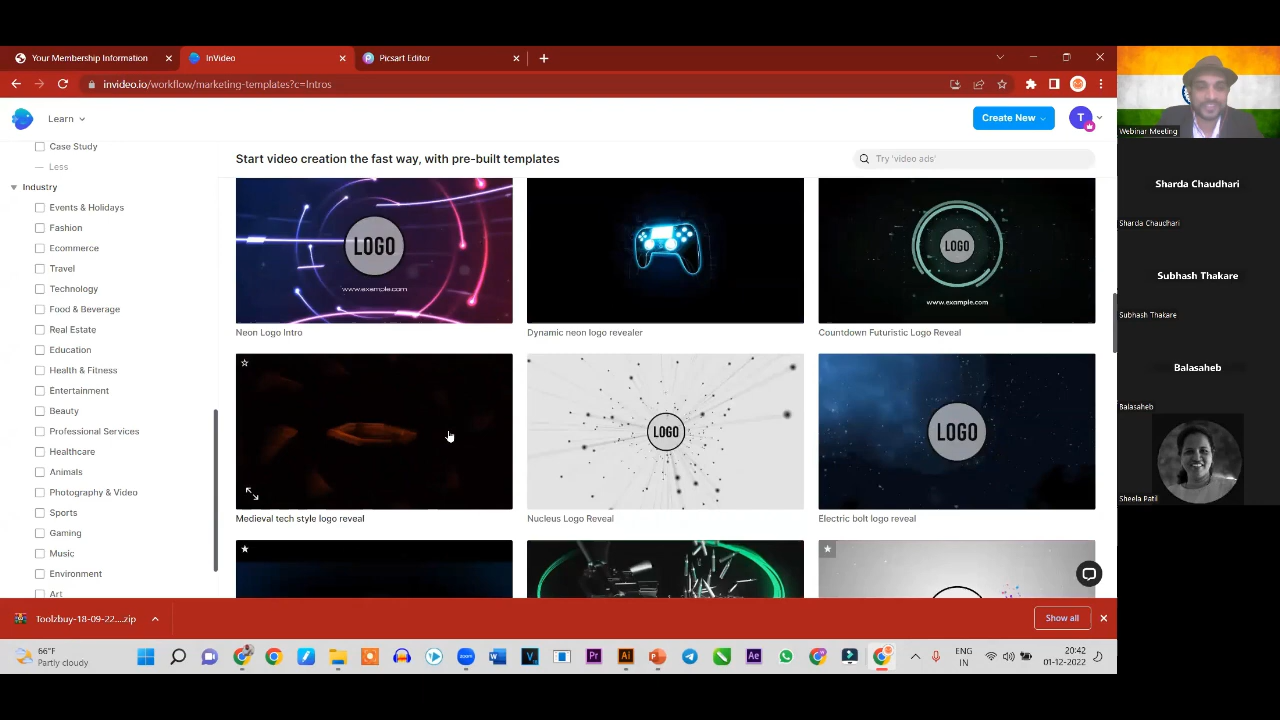 Your Membership Information
InVideo
Picsart Editor
invideo.io/workflow/marketing-templates?c=Intros
Learn
Create New
T
Case Study
Less
Industry
Events & Holidays
Fashion
Ecommerce
Travel
Technology
Food & Beverage
Real Estate
Education
Health & Fitness
Entertainment
Beauty
Professional Services
Healthcare
Animals
Photography & Video
Sports
Gaming
Music
Environment
Art
Start video creation the fast way, with pre-built templates
Try 'video ads'
LOGO
www.example.com
LOGO
www.example.com
Neon Logo Intro
Dynamic neon logo revealer
Countdown Futuristic Logo Reveal
LOGO
LOGO
Medieval tech style logo reveal
Nucleus Logo Reveal
Electric bolt logo reveal
Toolzbuy-18-09-22....zip
Show all
66°F
Partly cloudy
W
V
Pr
Ai
P
Ae
ENG
IN
20:42
01-12-2022
Webinar Meeting
Sharda Chaudhari
Sharda Chaudhari
Subhash Thakare
Subhash Thakare
Balasaheb
Balasaheb
Sheela Patil